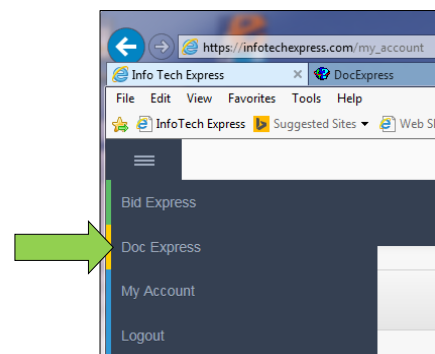 https://infotechexpress.com/my_account
Info Tech Express × DocExpress
File Edit View Favorites Tools Help
InfoTech Express Suggested Sites Web
Bid Express
Doc Express
My Account
Logout